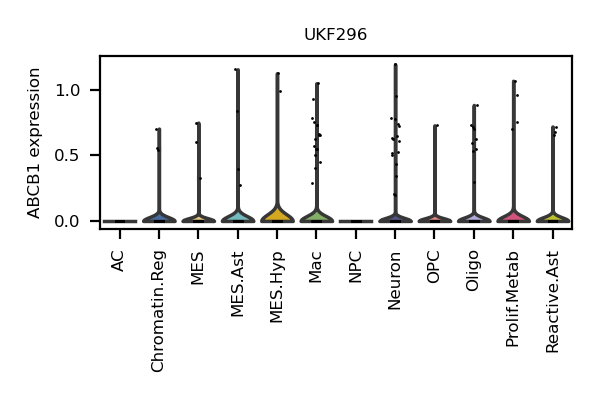 UKF296
ABCB1 expression
1.0
0.5
0.0
AC
Chromatin.Reg
MES
MES.Ast
MES.Hyp
Mac
NPC
Neuron
OPC
Oligo
Prolif.Metab
Reactive.Ast